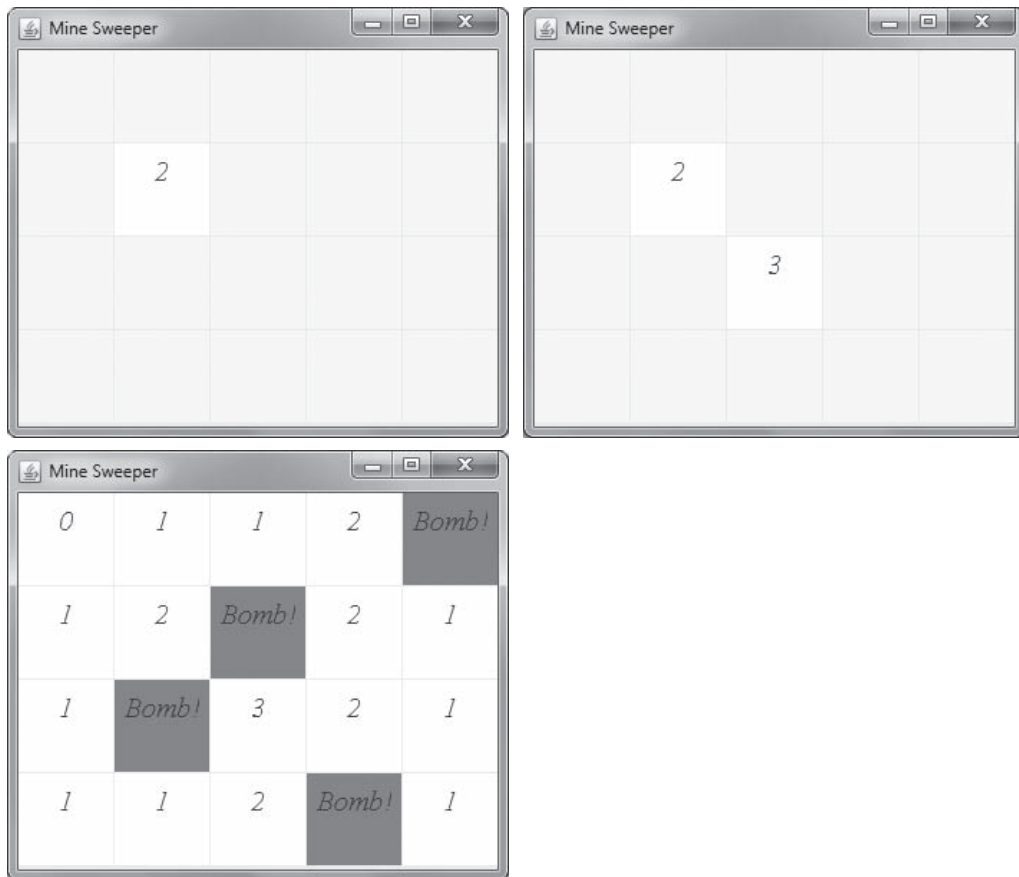 Mine Sweeper
2
Mine Sweeper
2
3
Mine Sweeper
0 1 1 2 Bomb!
1 2 Bomb! 2 1
1 Bomb! 3 2 1
1 1 2 Bomb! 1